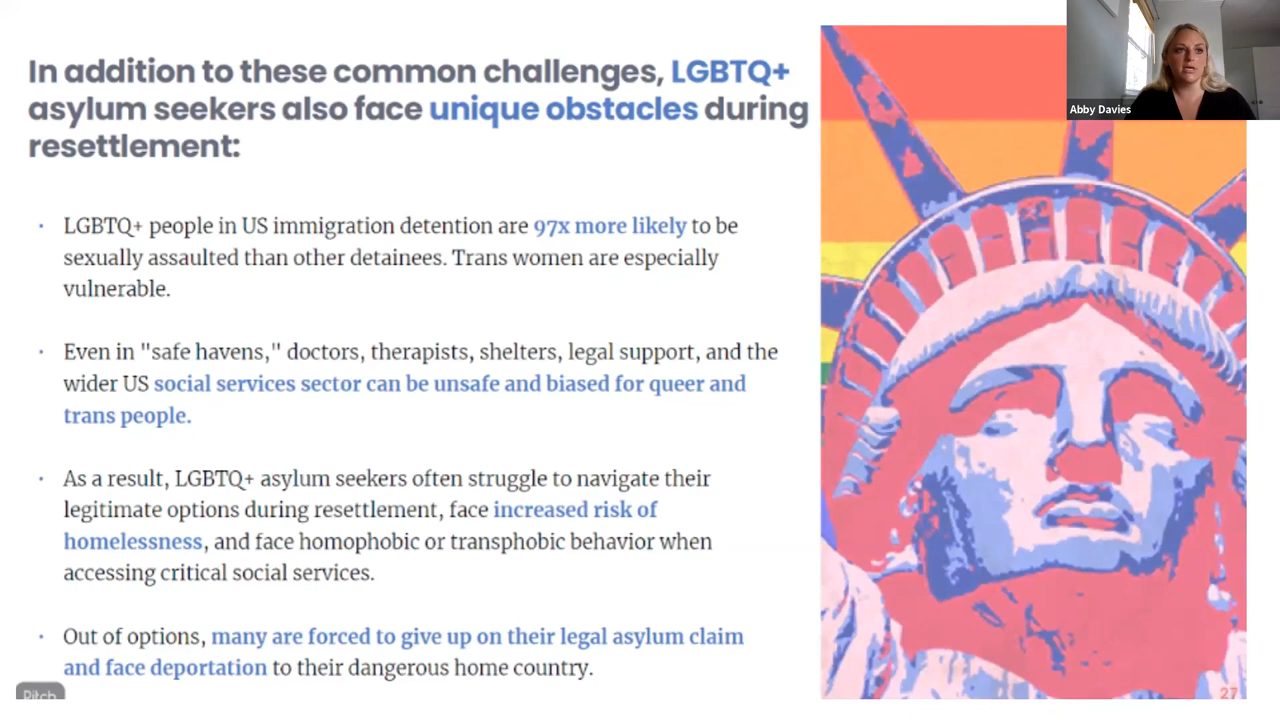 In addition to these common challenges, LGBTQ+
asylum seekers also face unique obstacles during
resettlement:
Abby Davies
· LGBTQ+ people in US immigration detention are 97x more likely to be
sexually assaulted than other detainees. Trans women are especially
vulnerable.
· Even in "safe havens," doctors, therapists, shelters, legal support, and the
wider US social services sector can be unsafe and biased for queer and
trans people.
· As a result, LGBTQ+ asylum seekers often struggle to navigate their
legitimate options during resettlement, face increased risk of
homelessness, and face homophobic or transphobic behavior when
accessing critical social services.
· Out of options, many are forced to give up on their legal asylum claim
and face deportation to their dangerous home country.
Pitch
27